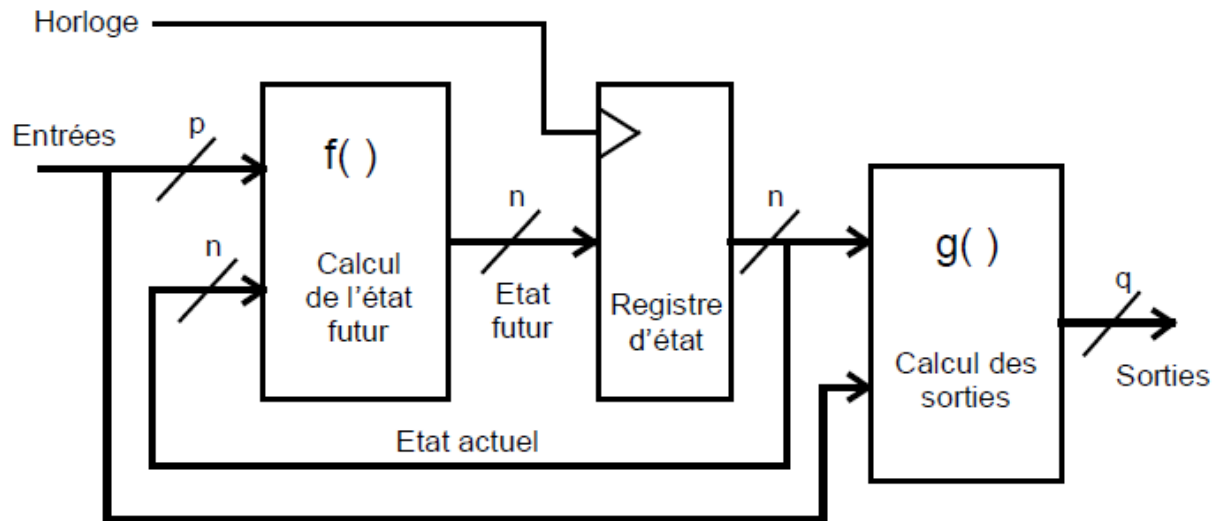 Horloge
Entrées
p
n
f( )
Calcul
de l'état
futur
n
Etat
futur
Registre
d'état
n
g( )
Calcul des
sorties
q
Sorties
Etat actuel